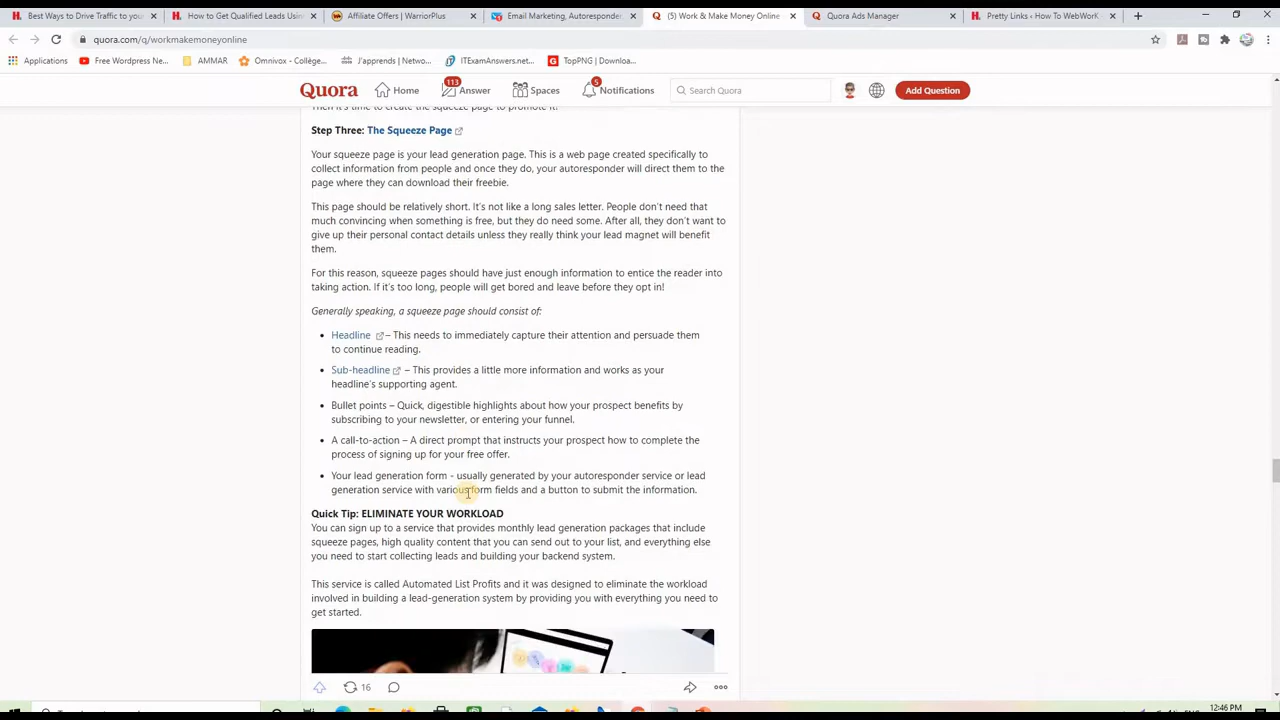 Best Ways to Drive Traffic to your
How to Get Qualified Leads Usin
Affiliate Offers | WarriorPlus
Email Marketing, Autoresponder
(5) Work & Make Money Online
Quora Ads Manager
Pretty Links ‹ How To WebWorK
quora.com/q/workmakemoneyonline
Applications
Free Wordpress Ne...
AMMAR
Omnivox - Collège...
J'apprends | Netwo...
ITExamAnswers.net...
TopPNG | Downloa...
Quora
Home
113
Answer
Spaces
5
Notifications
Search Quora
Add Question
Then it's time to create the squeeze page to promote it!
Step Three: The Squeeze Page
Your squeeze page is your lead generation page. This is a web page created specifically to
collect information from people and once they do, your autoresponder will direct them to the
page where they can download their freebie.
This page should be relatively short. It's not like a long sales letter. People don't need that
much convincing when something is free, but they do need some. After all, they don't want to
give up their personal contact details unless they really think your lead magnet will benefit
them.
For this reason, squeeze pages should have just enough information to entice the reader into
taking action. If it's too long, people will get bored and leave before they opt in!
Generally speaking, a squeeze page should consist of:
• Headline – This needs to immediately capture their attention and persuade them
to continue reading.
• Sub-headline – This provides a little more information and works as your
headline's supporting agent.
• Bullet points – Quick, digestible highlights about how your prospect benefits by
subscribing to your newsletter, or entering your funnel.
• A call-to-action – A direct prompt that instructs your prospect how to complete the
process of signing up for your free offer.
• Your lead generation form - usually generated by your autoresponder service or lead
generation service with various form fields and a button to submit the information.
Quick Tip: ELIMINATE YOUR WORKLOAD
You can sign up to a service that provides monthly lead generation packages that include
squeeze pages, high quality content that you can send out to your list, and everything else
you need to start collecting leads and building your backend system.
This service is called Automated List Profits and it was designed to eliminate the workload
involved in building a lead-generation system by providing you with everything you need to
get started.
16
12:46 PM